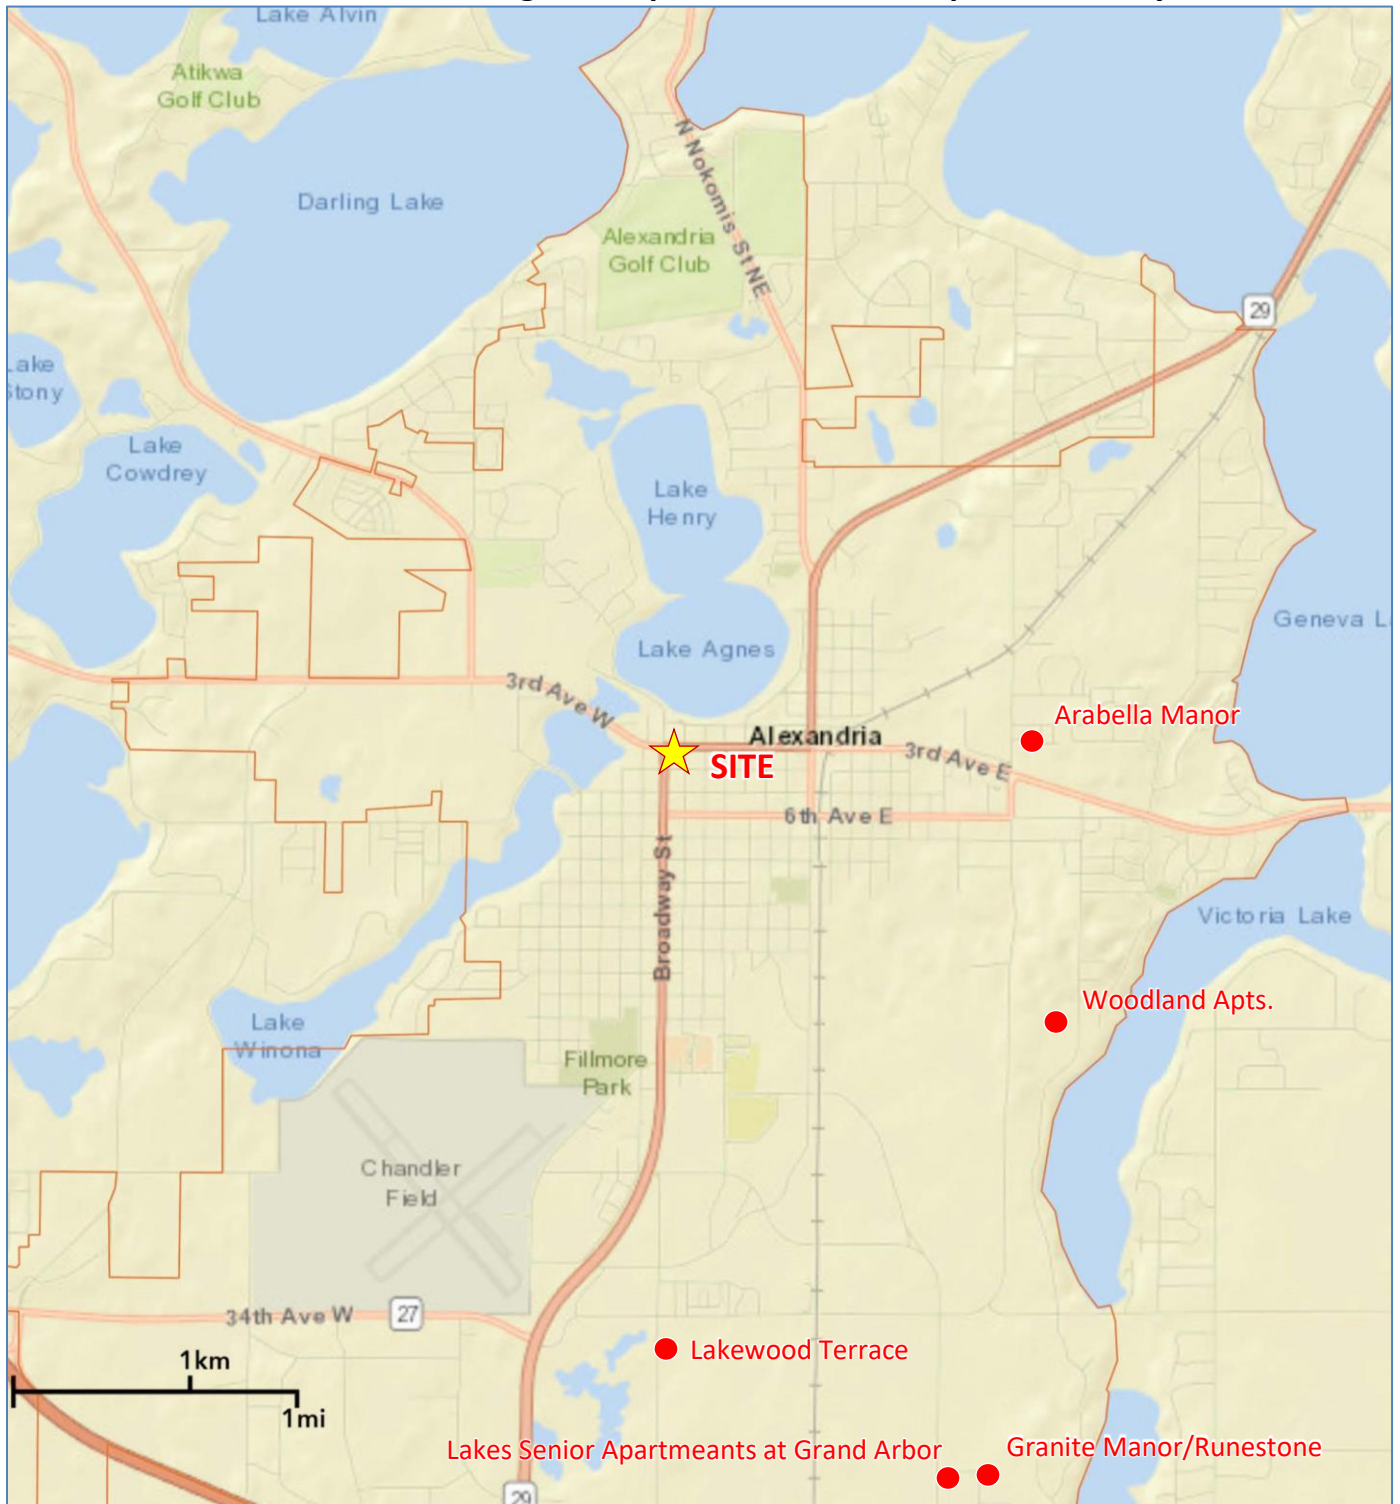 Lake Alvin
Atikwa
Golf Club
N Nokomis St NE
Darling Lake
Alexandria
Golf Club
29
Lake
Stony
Lake
Cowdrey
Lake
Henry
Geneva L
Lake Agnes
3rd Ave W
Arabella Manor
Alexandria
3rd Ave E
SITE
6th Ave E
Broadway St
Victoria Lake
Woodland Apts.
Lake
Winona
Fillmore
Park
Chandler
Field
34th Ave W
27
Lakewood Terrace
1km
1mi
Lakes Senior Apartmeants at Grand Arbor
Granite Manor/Runestone
29